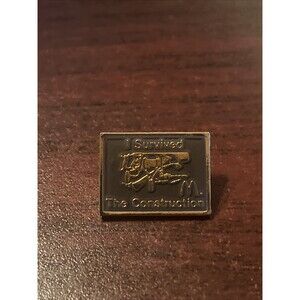 I Survived
M
The Construction